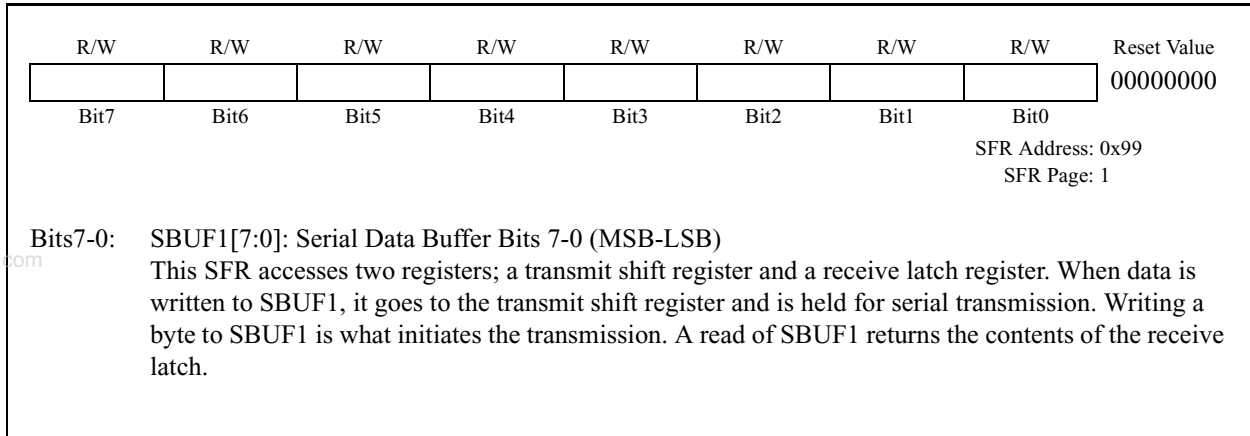 R/W R/W R/W R/W R/W R/W R/W R/W Reset Value
00000000
Bit7 Bit6 Bit5 Bit4 Bit3 Bit2 Bit1 Bit0
SFR Address: 0x99
SFR Page: 1
Bits7-0: SBUF1[7:0]: Serial Data Buffer Bits 7-0 (MSB-LSB)
com
This SFR accesses two registers; a transmit shift register and a receive latch register. When data is
written to SBUF1, it goes to the transmit shift register and is held for serial transmission. Writing a
byte to SBUF1 is what initiates the transmission. A read of SBUF1 returns the contents of the receive
latch.